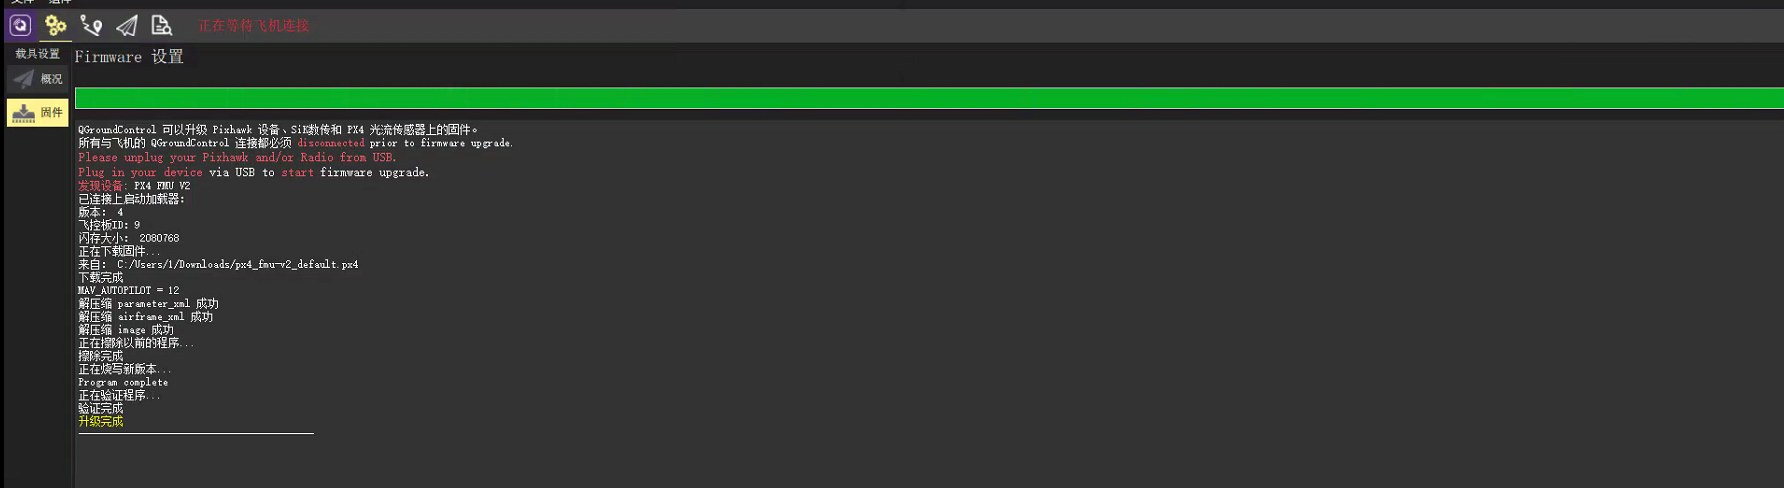 正在等待飞机连接
载具设置
Firmware 设置
概况
固件
QGroundControl 可以升级 Pixhawk 设备、SiK数传和 PX4 光流传感器上的固件。
所有与飞机的 QGroundControl 连接都必须 disconnected prior to firmware upgrade.
Please unplug your Pixhawk and/or Radio from USB.
Plug in your device via USB to start firmware upgrade.
发现设备: PX4 FMU V2
已连接上启动加载器:
版本: 4
飞控板ID: 9
闪存大小: 2080768
正在下载固件...
来自: C:/Users/1/Downloads/px4_fmu-v2_default.px4
下载完成
MAV_AUTOPILOT = 12
解压缩 parameter_xml 成功
解压缩 airframe_xml 成功
解压缩 image 成功
正在擦除以前的程序...
擦除完成
正在烧写新版本...
Program complete
正在验证程序...
验证完成
升级完成